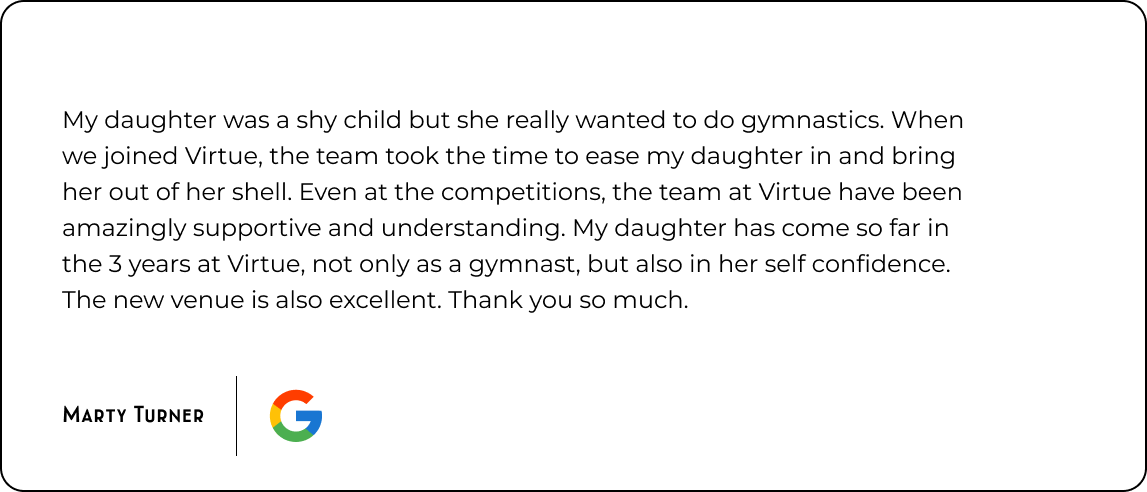 My daughter was a shy child but she really wanted to do gymnastics. When
we joined Virtue, the team took the time to ease my daughter in and bring
her out of her shell. Even at the competitions, the team at Virtue have been
amazingly supportive and understanding. My daughter has come so far in
the 3 years at Virtue, not only as a gymnast, but also in her self confidence.
The new venue is also excellent. Thank you so much.
Marty Turner